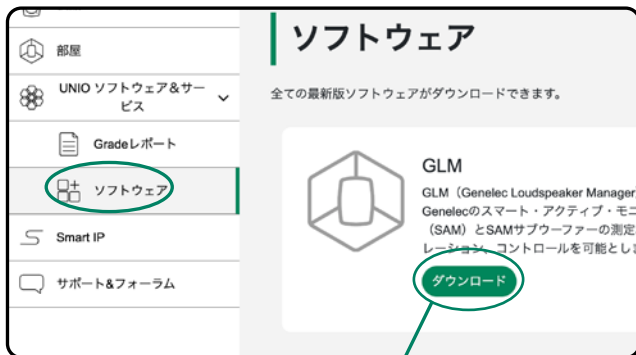 部屋
UNIO ソフトウェア&サー
ビス
Gradeレポート
ソフトウェア
Smart IP
サポート&フォーラム
ソフトウェア
全ての最新版ソフトウェアがダウンロードできます。
GLM
GLM（Genelec Loudspeaker Manager
Genelecのスマート・アクティブ・モニ
（SAM）とSAMサブウーファーの測定
レーション、コントロールを可能としま
ダウンロード